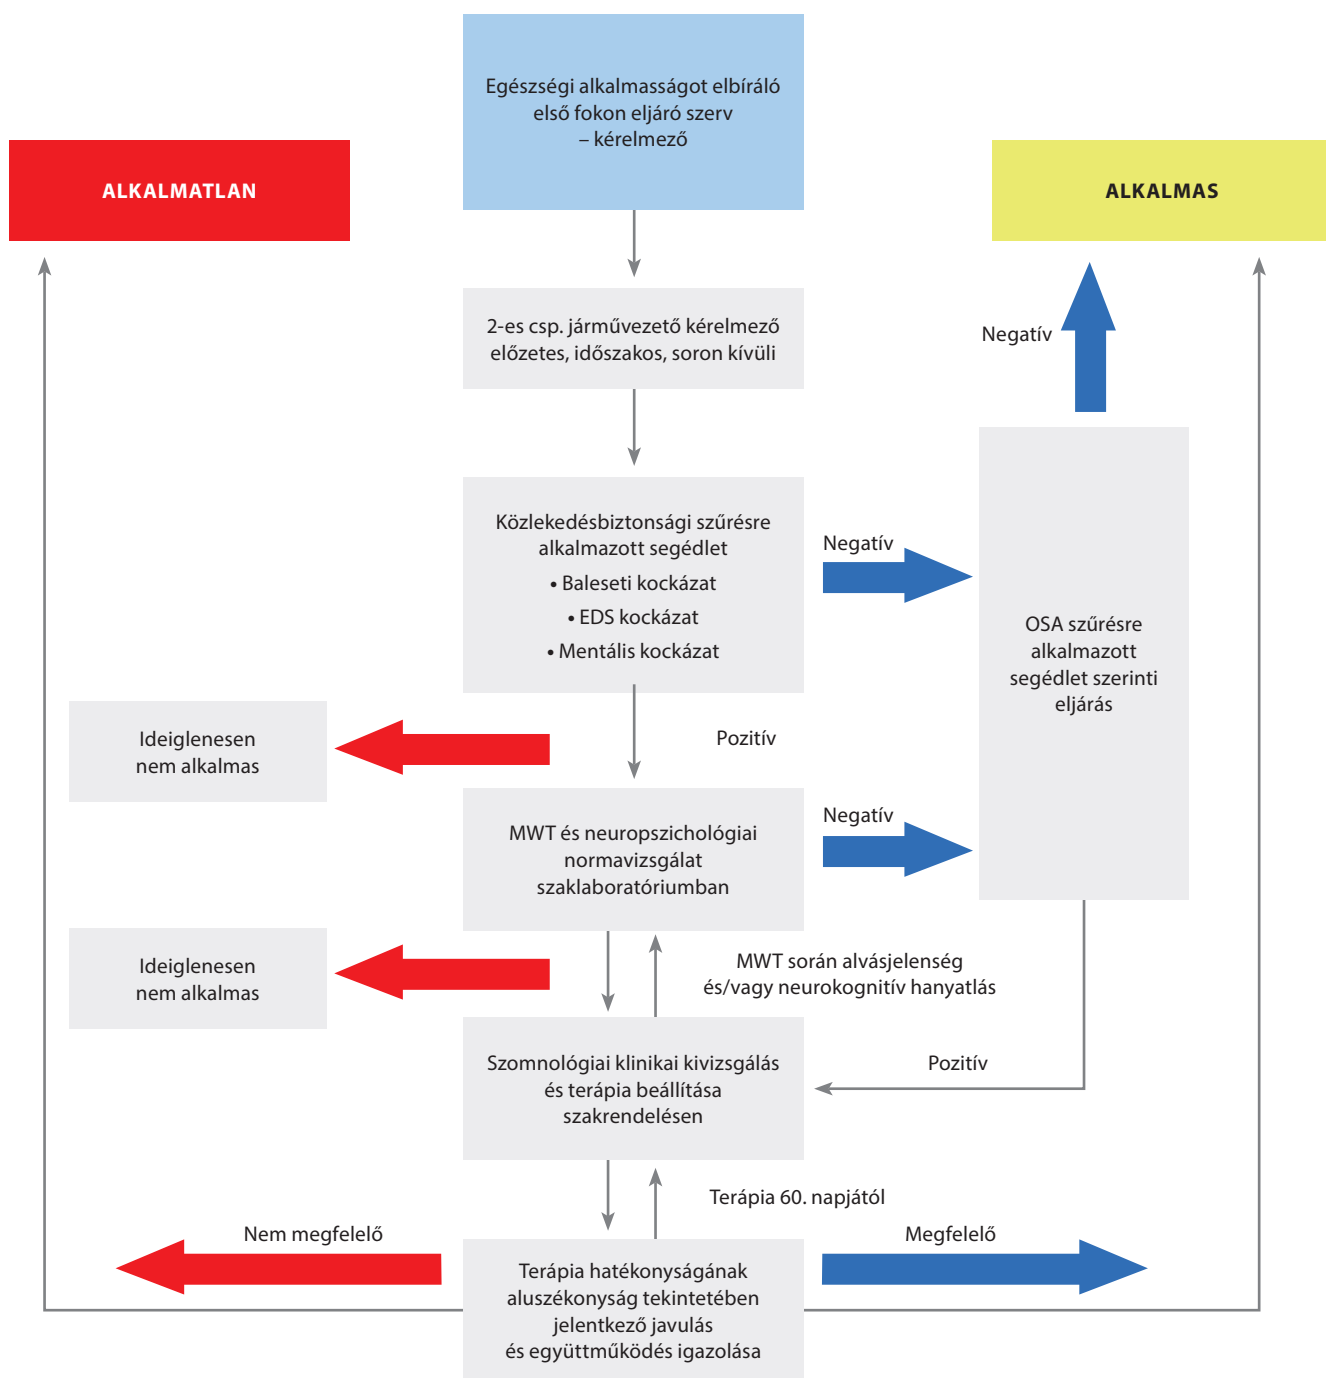 Egészségi alkalmasságot elbíráló
első fokon eljáró szerv
– kérelmező
ALKALMATLAN
ALKALMAS
2-es csp. járművezető kérelmező
előzetes, időszakos, soron kívüli
Negatív
Közlekedésbiztonsági szűrésre
alkalmazott segédlet
• Baleseti kockázat
• EDS kockázat
• Mentális kockázat
Negatív
OSA szűrésre
alkalmazott
segédlet szerinti
eljárás
Ideiglenesen
nem alkalmas
Pozitív
MWT és neuropszichológiai
normavizsgálat
szaklaboratóriumban
Negatív
Ideiglenesen
nem alkalmas
MWT során alvásjelenség
és/vagy neurokognitív hanyatlás
Szomnológiai klinikai kivizsgálás
és terápia beállítása
szakrendelésen
Pozitív
Terápia 60. napjától
Nem megfelelő
Megfelelő
Terápia hatékonyságának
aluszékonyság tekintetében
jelentkező javulás
és együttműködés igazolása